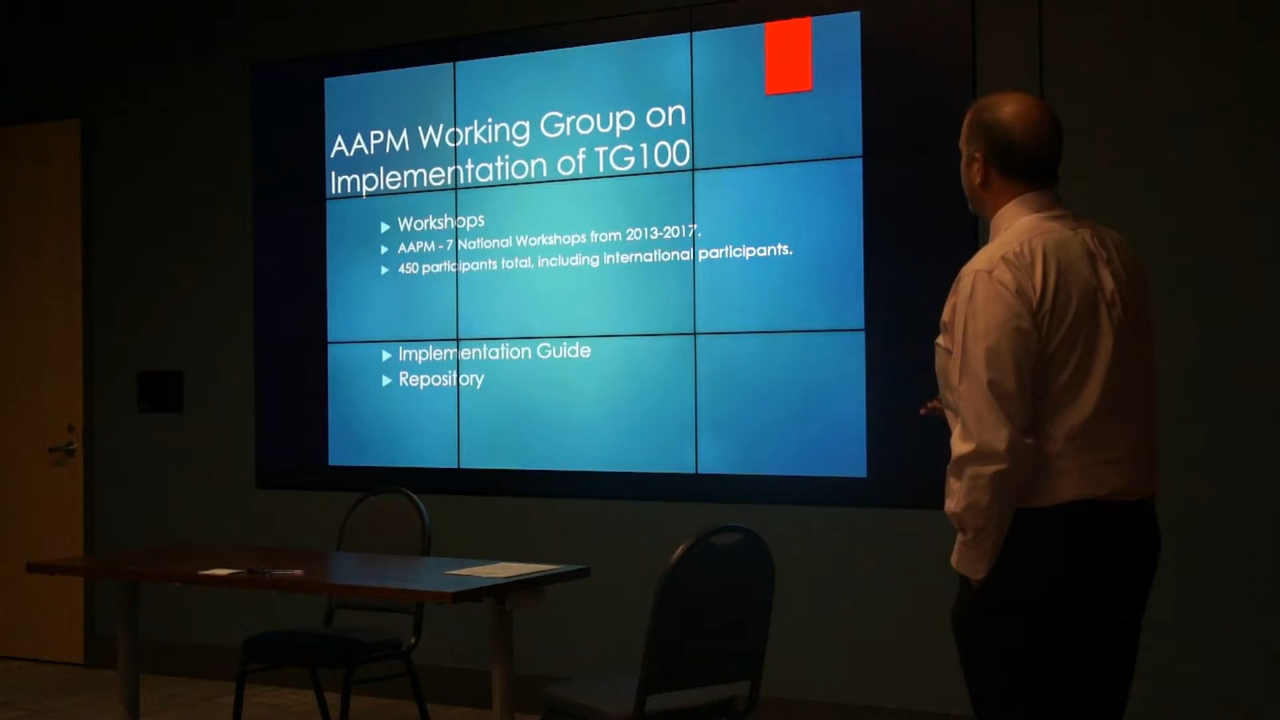 AAPM Working Group on
Implementation of TG100
Workshops
AAPM - 7 National Workshops from 2013-2017.
450 participants total, including international participants.
Implementation Guide
Repository